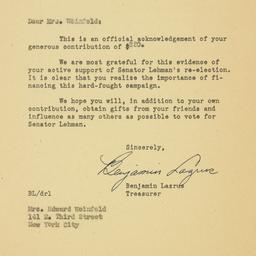 Dear Mrs. Weinfeld:
This is an official acknowledgement of your
generous contribution of $250.
We are most grateful for this evidence of
your active support of Senator Lehman's re-election.
It is clear that you realize the importance of fi-
nancing this hard-fought campaign.
We hope you will, in addition to your own
contribution, obtain gifts from your friends and
influence as many others as possible to vote for
Senator Lehman.
Sincerely,
Benjamin Lazrus
Benjamin Lazrus
Treasurer
BL/drl
Mrs. Edward Weinfeld
141 E. Third Street
New York City